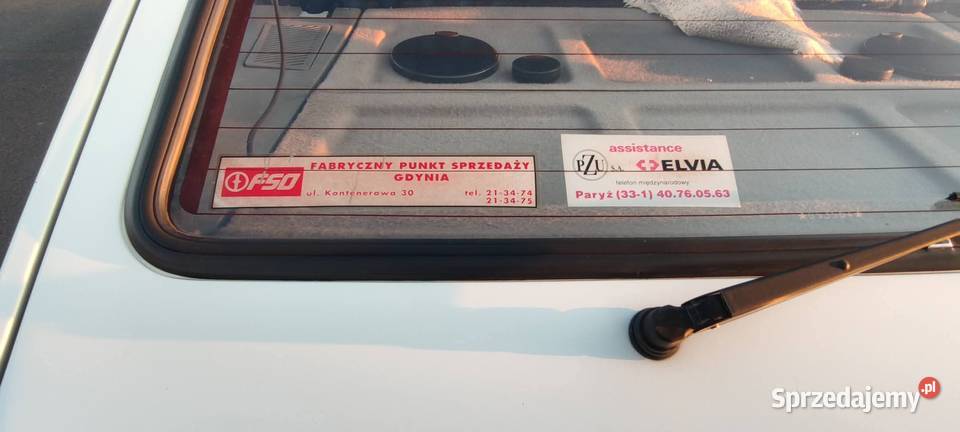 FSO
FABRYCZNY PUNKT SPRZEDAŻY
GDYNIA
ul. Kontenerowa 30 tel. 21-34-74
21-34-75
assistance
PZU S.A. ELVIA
telefon międzynarodowy
Paryż (33-1) 40.76.05.63
Sprzedajemy.pl